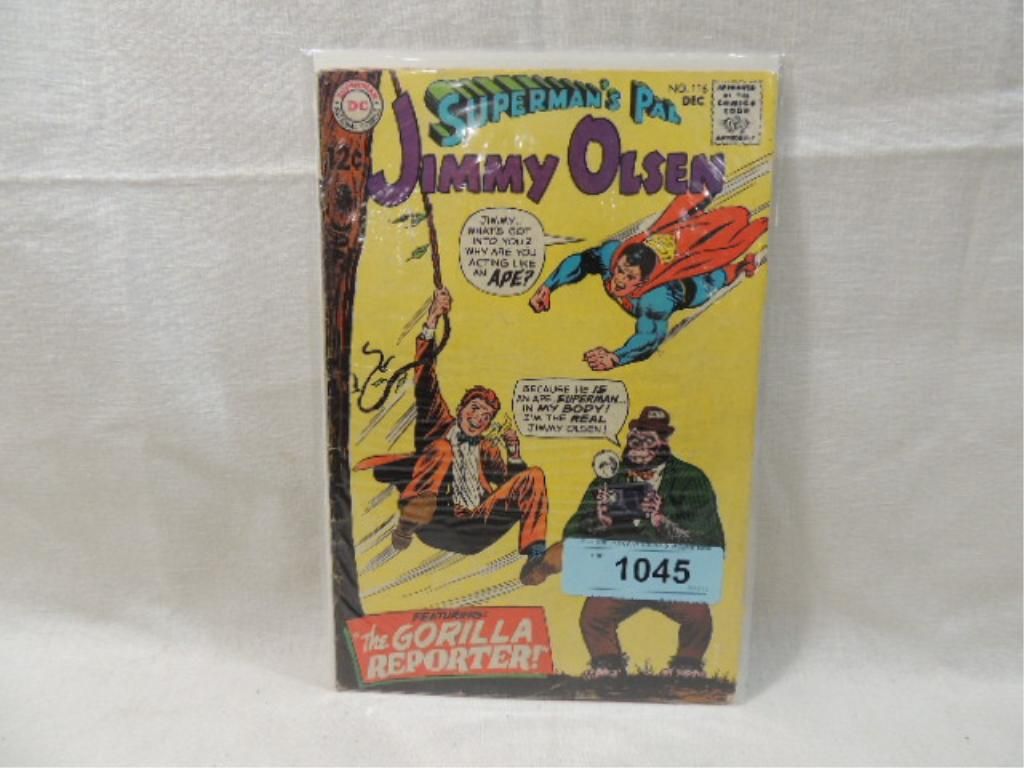 SUPERMAN'S PAL
NO. 116
DEC
APPROVED
BY THE
COMICS
CODE
AUTHORITY
DC
12¢
JIMMY OLSEN
JIMMY...
WHAT'S GOT
INTO YOU?
WHY ARE YOU
ACTING LIKE
AN APE?
BECAUSE HE IS
AN APE, SUPERMAN...
IN MY BODY!
I'M THE REAL
JIMMY OLSEN!
1045
FEATURING:
"The GORILLA
REPORTER!"